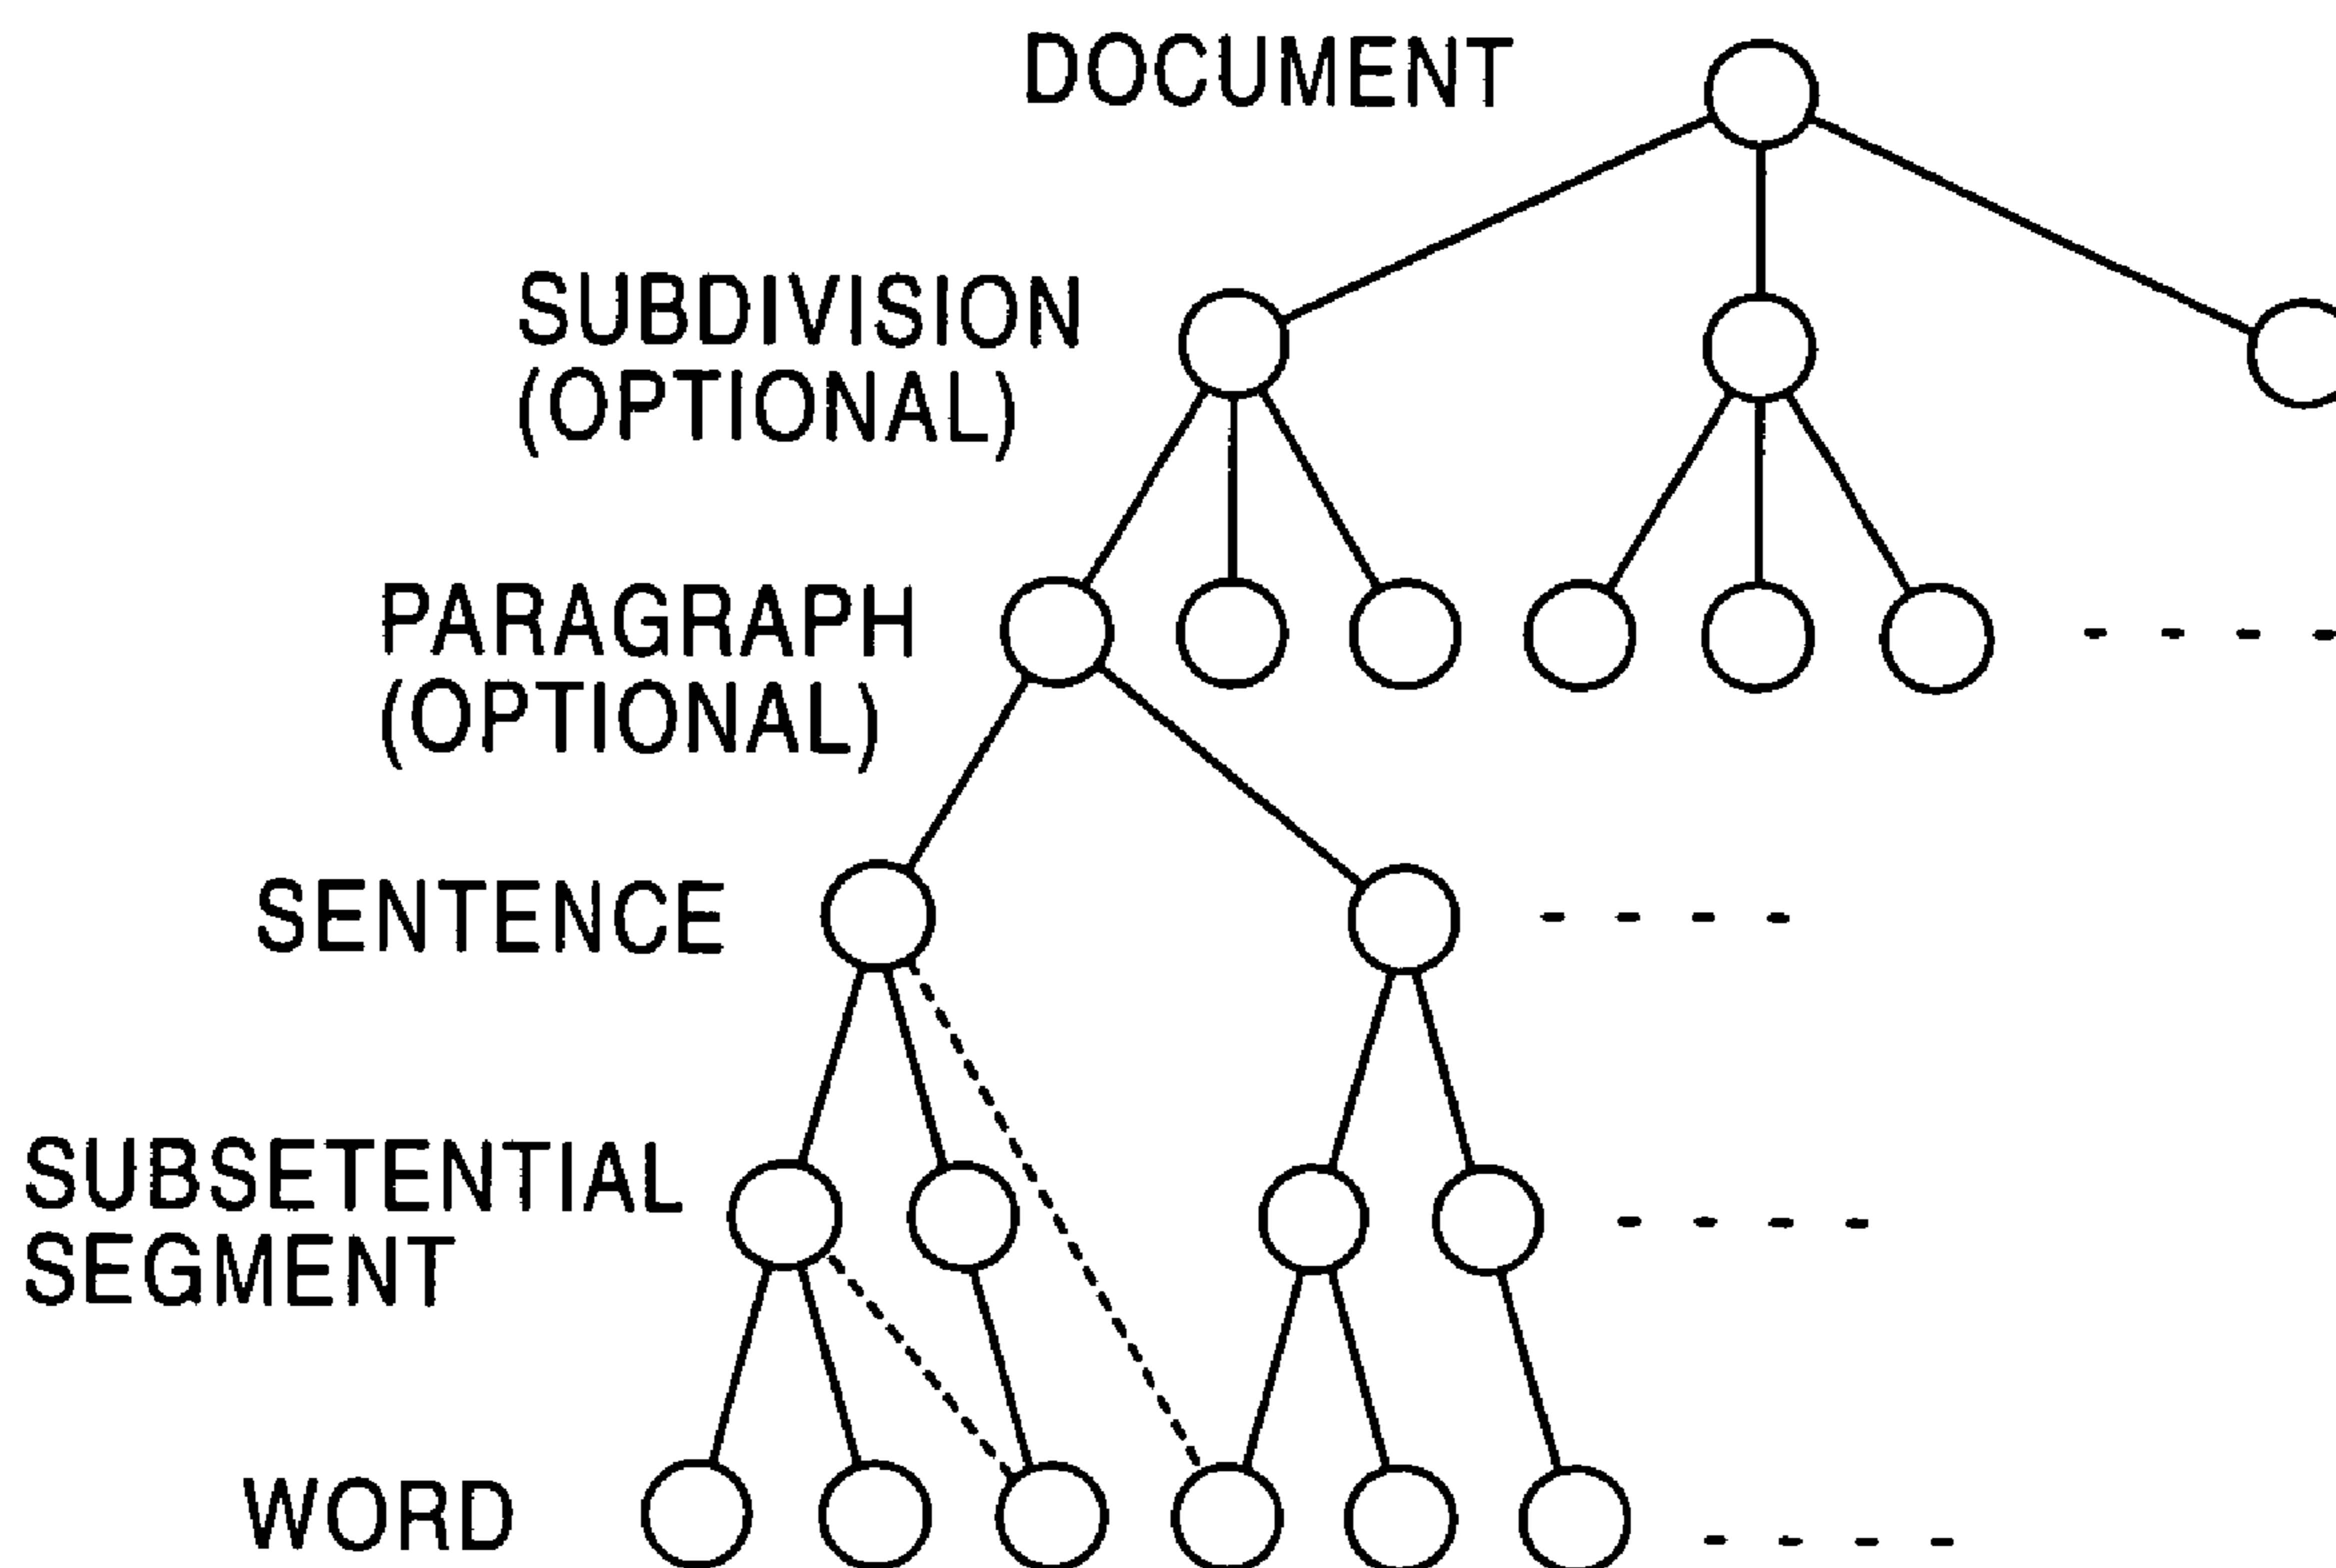 DOCUMENT
SUBDIVISION
(OPTIONAL)
PARAGRAPH
(OPTIONAL)
SENTENCE
SUBSETENTIAL
SEGMENT
WORD